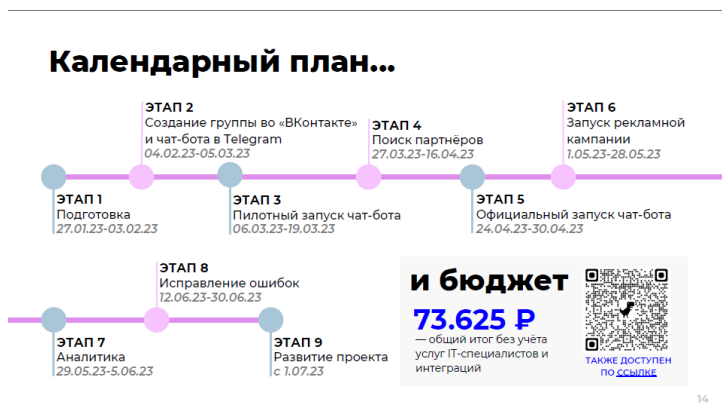 Календарный план...
ЭТАП 1
Подготовка
27.01.23-03.02.23
ЭТАП 2
Создание группы во «ВКонтакте»
и чат-бота в Telegram
04.02.23-05.03.23
ЭТАП 3
Пилотный запуск чат-бота
06.03.23-19.03.23
ЭТАП 4
Поиск партнёров
27.03.23-16.04.23
ЭТАП 5
Официальный запуск чат-бота
24.04.23-30.04.23
ЭТАП 6
Запуск рекламной
кампании
1.05.23-28.05.23
ЭТАП 7
Аналитика
29.05.23-5.06.23
ЭТАП 8
Исправление ошибок
12.06.23-30.06.23
ЭТАП 9
Развитие проекта
с 1.07.23
и бюджет
73.625 ₽
— общий итог без учёта
услуг IT-специалистов и
интеграций
ТАКЖЕ ДОСТУПЕН
ПО ССЫЛКЕ
14